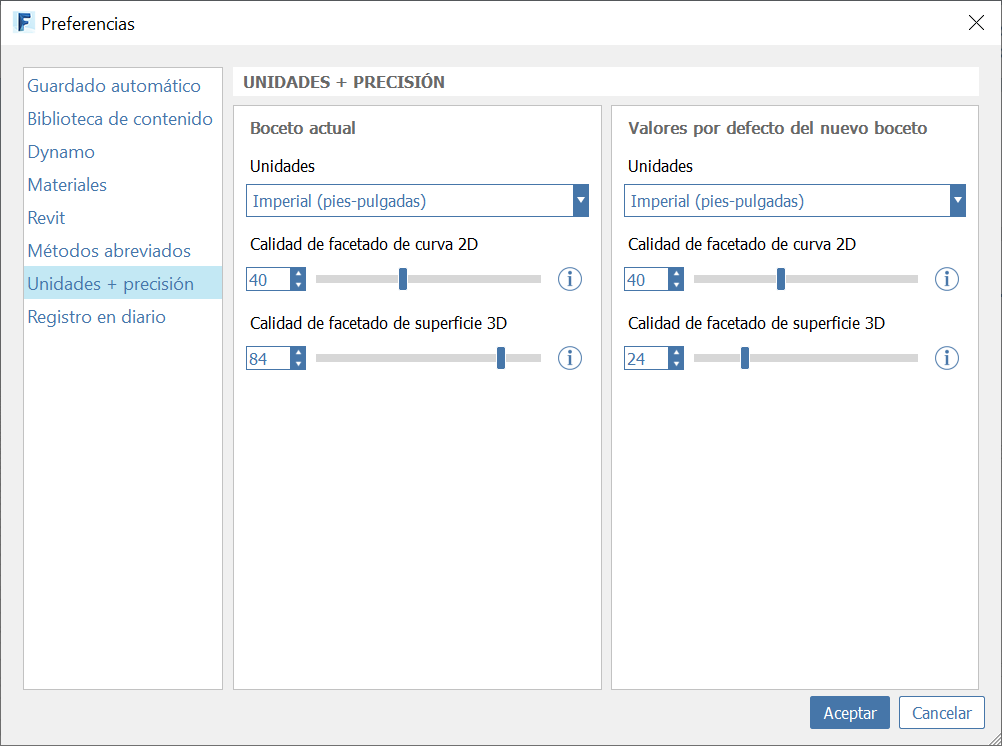 Preferencias
Guardado automático
Biblioteca de contenido
Dynamo
Materiales
Revit
Métodos abreviados
Unidades + precisión
Registro en diario
UNIDADES + PRECISIÓN
Boceto actual
Unidades
Imperial (pies-pulgadas)
Calidad de facetado de curva 2D
40
Calidad de facetado de superficie 3D
84
Valores por defecto del nuevo boceto
Unidades
Imperial (pies-pulgadas)
Calidad de facetado de curva 2D
40
Calidad de facetado de superficie 3D
24
Aceptar
Cancelar